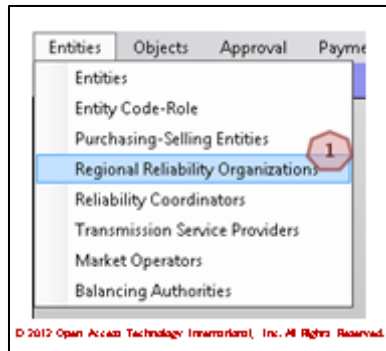 Entities Objects Approval Payme
Entities
Entity Code-Role
Purchasing-Selling Entities
1
Regional Reliability Organizations
Reliability Coordinators
Transmission Service Providers
Market Operators
Balancing Authorities
© 2012 Open Access Technology International, Inc. All Rights Reserved.